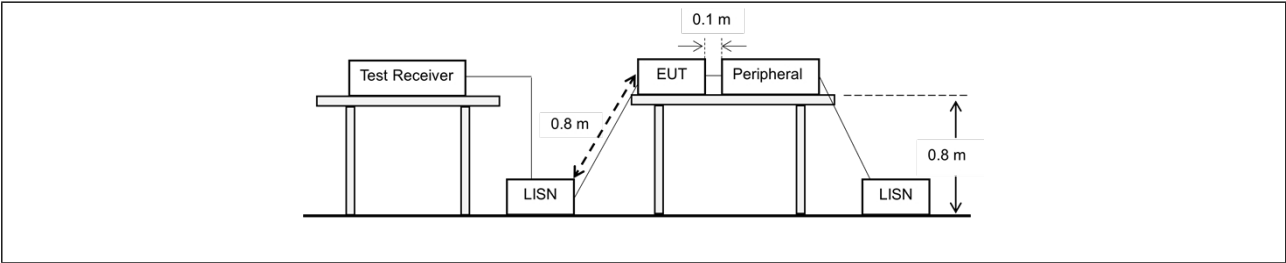 0.1 m
Test Receiver
EUT
Peripheral
0.8 m
0.8 m
LISN
LISN